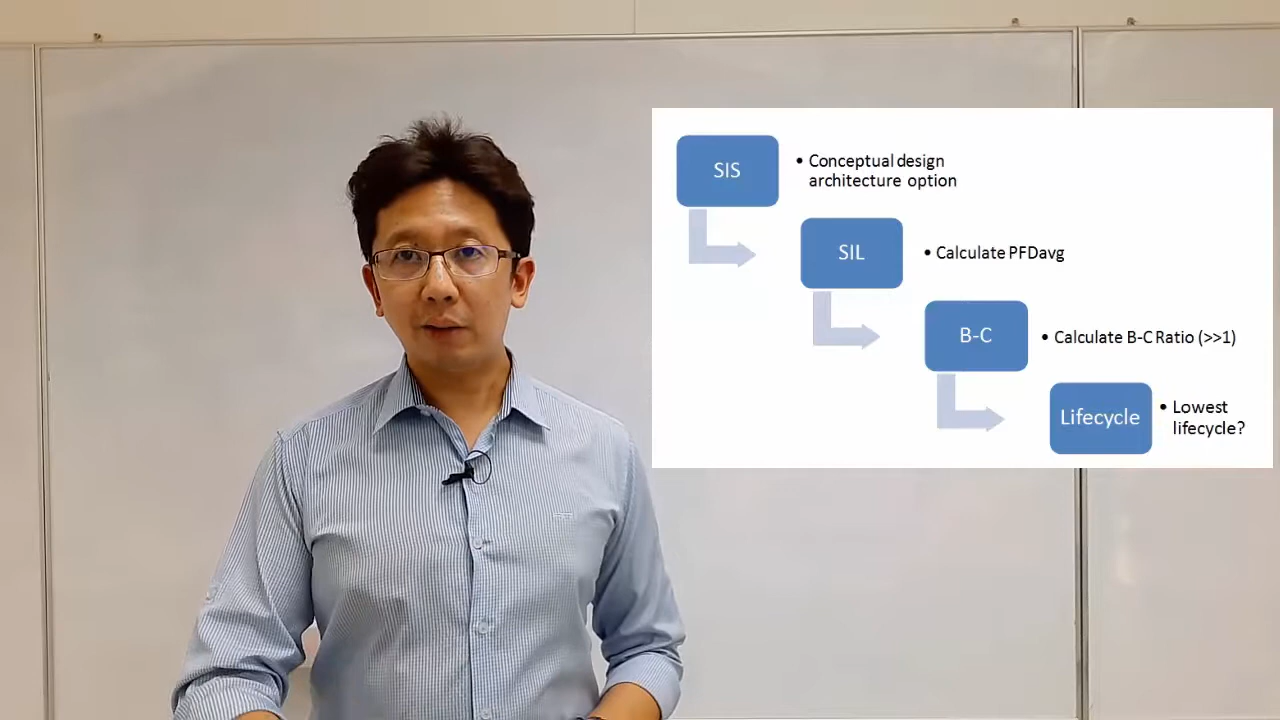 SIS
• Conceptual design
architecture option
SIL
• Calculate PFDavg
B-C
• Calculate B-C Ratio (>>1)
Lifecycle
• Lowest
lifecycle?